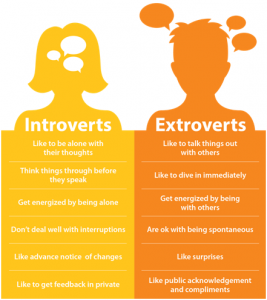 Introverts
Like to be alone with
their thoughts
Think things through before
they speak
Get energized by being alone
Don't deal well with interruptions
Like advance notice of changes
Like to get feedback in private
Extroverts
Like to talk things out
with others
Like to dive in immediately
Get energized by being
with others
Are ok with being spontaneous
Like surprises
Like public acknowledgement
and compliments